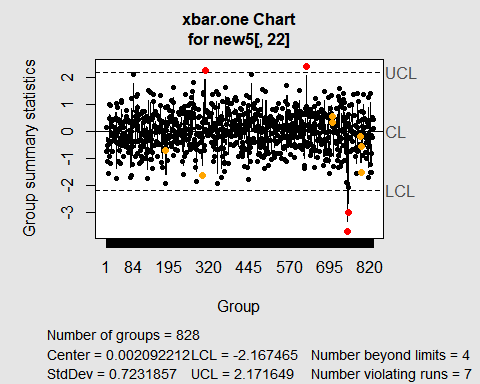 xbar.one Chart
for new5[, 22]
Group summary statistics
2
1
0
-1
-2
-3
UCL
CL
LCL
1 84 195 320 445 570 695 820
Group
Number of groups = 828
Center = 0.002092212 LCL = -2.167465 Number beyond limits = 4
StdDev = 0.7231857 UCL = 2.171649 Number violating runs = 7